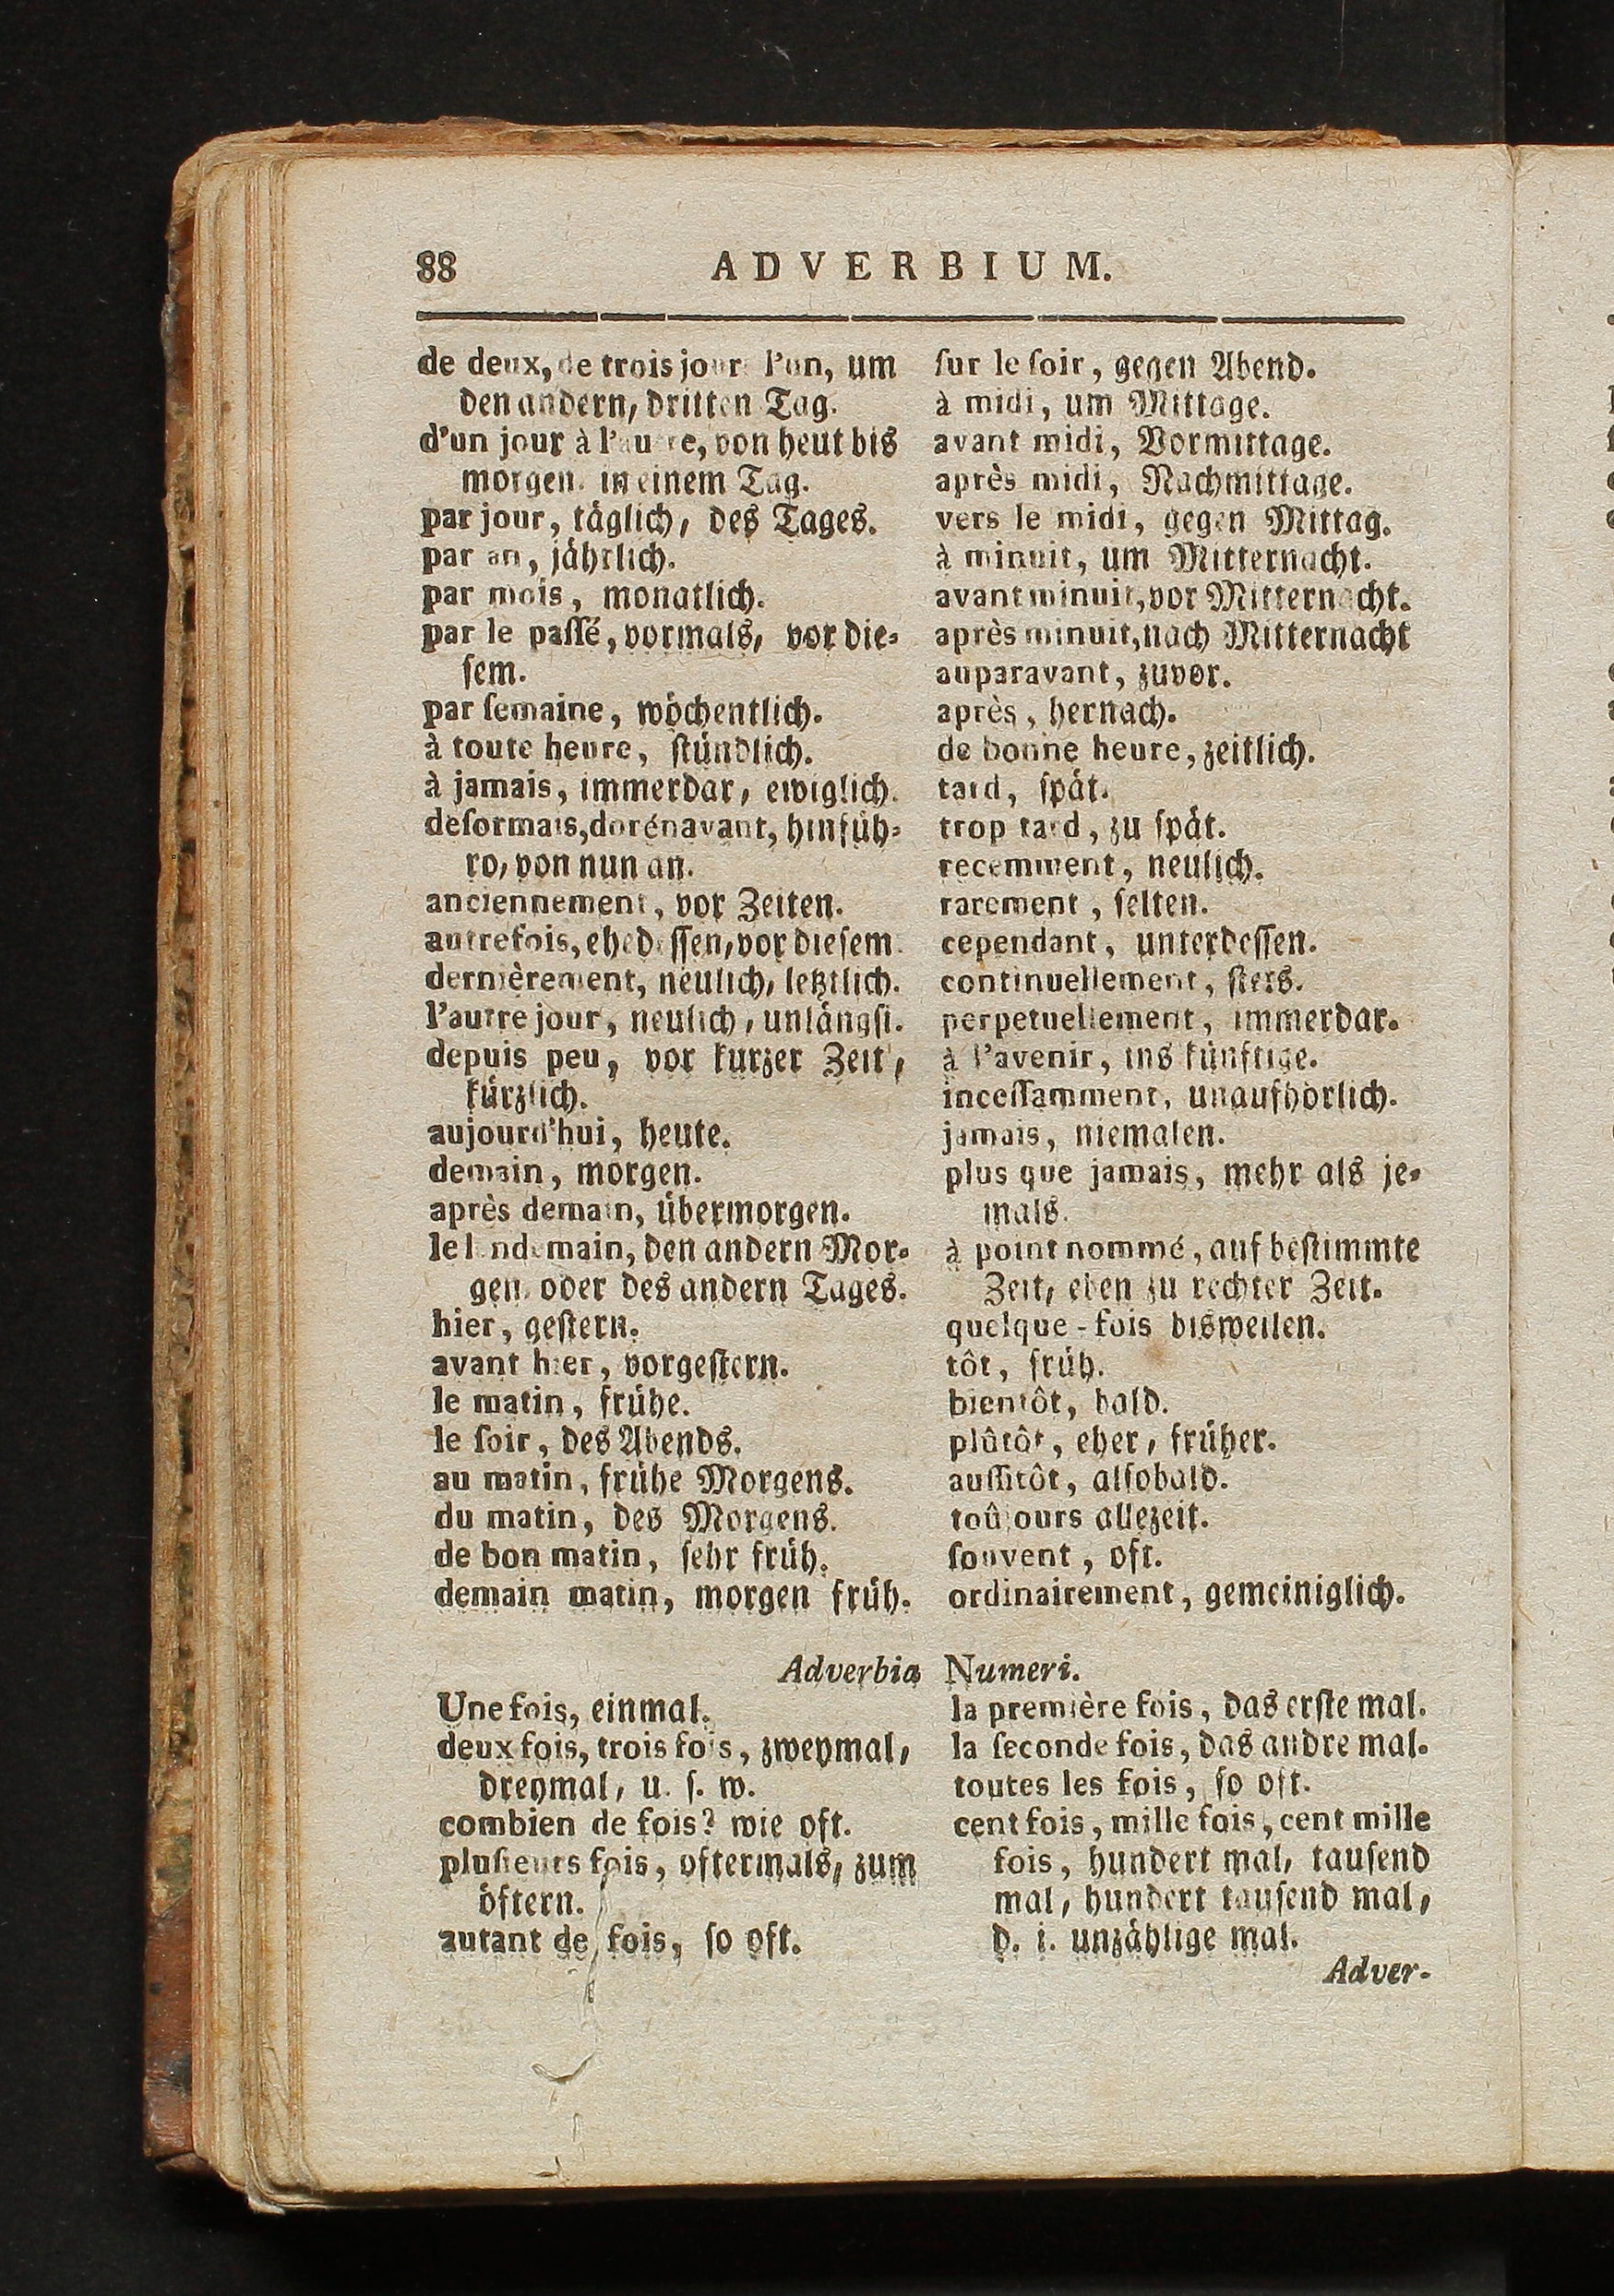 88
ADVERBIUM.
de deux, de trois jour l'un, um
den andern, dritten Tag.
d'un jour à l'autre, von heut bis
morgen. in einem Tag.
par jour, täglich, des Tages.
par an, jährlich.
par mois, monatlich.
par le paſſé, vormals, vor die-
ſem.
par ſemaine, wöchentlich.
à toute heure, ſtündlich.
à jamais, immerdar, ewiglich.
deſormais, dorénavant, hinfüh-
ro, von nun an.
anciennement, vor Zeiten.
autrefois, ehedeſſen, vor dieſem.
dernièrement, neulich, letztlich.
l'autre jour, neulich, unlängſt.
depuis peu, vor kurzer Zeit,
kürzlich.
aujourd'hui, heute.
demain, morgen.
après demain, übermorgen.
le lendemain, den andern Mor-
gen. oder des andern Tages.
hier, geſtern.
avant hier, vorgeſtern.
le matin, frühe.
le ſoir, des Abends.
au matin, frühe Morgens.
du matin, des Morgens.
de bon matin, ſehr früh.
demain matin, morgen früh.
ſur le ſoir, gegen Abend.
à midi, um Mittage.
avant midi, Vormittage.
après midi, Nachmittage.
vers le midi, gegen Mittag.
à minuit, um Mitternacht.
avant minuit, vor Mitternacht.
après minuit, nach Mitternacht
auparavant, zuvor.
après, hernach.
de bonne heure, zeitlich.
tard, ſpät.
trop tard, zu ſpät.
recemment, neulich.
rarement, ſelten.
cependant, unterdeſſen.
continuellement, ſtets.
perpetuellement, immerdar.
à l'avenir, ins künftige.
inceſſamment, unaufhörlich.
jamais, niemalen.
plus que jamais, mehr als je-
mals.
à point nommé, auf beſtimmte
Zeit, eben zu rechter Zeit.
quelque-fois bisweilen.
tôt, früh.
bientôt, bald.
plûtôt, eher, früher.
auſſitôt, alſobald.
toûjours allezeit.
ſouvent, oft.
ordinairement, gemeiniglich.
Adverbia Numeri.
Une fois, einmal.
deux fois, trois fois, zweymal,
dreymal, u. ſ. w.
combien de fois? wie oft.
pluſieurs fois, oftermals, zum
öftern.
autant de fois, ſo oft.
la première fois, das erſte mal.
la ſeconde fois, das andre mal.
toutes les fois, ſo oft.
cent fois, mille fois, cent mille
fois, hundert mal, tauſend
mal, hundert tauſend mal,
d. i. unzählige mal.
Adver-